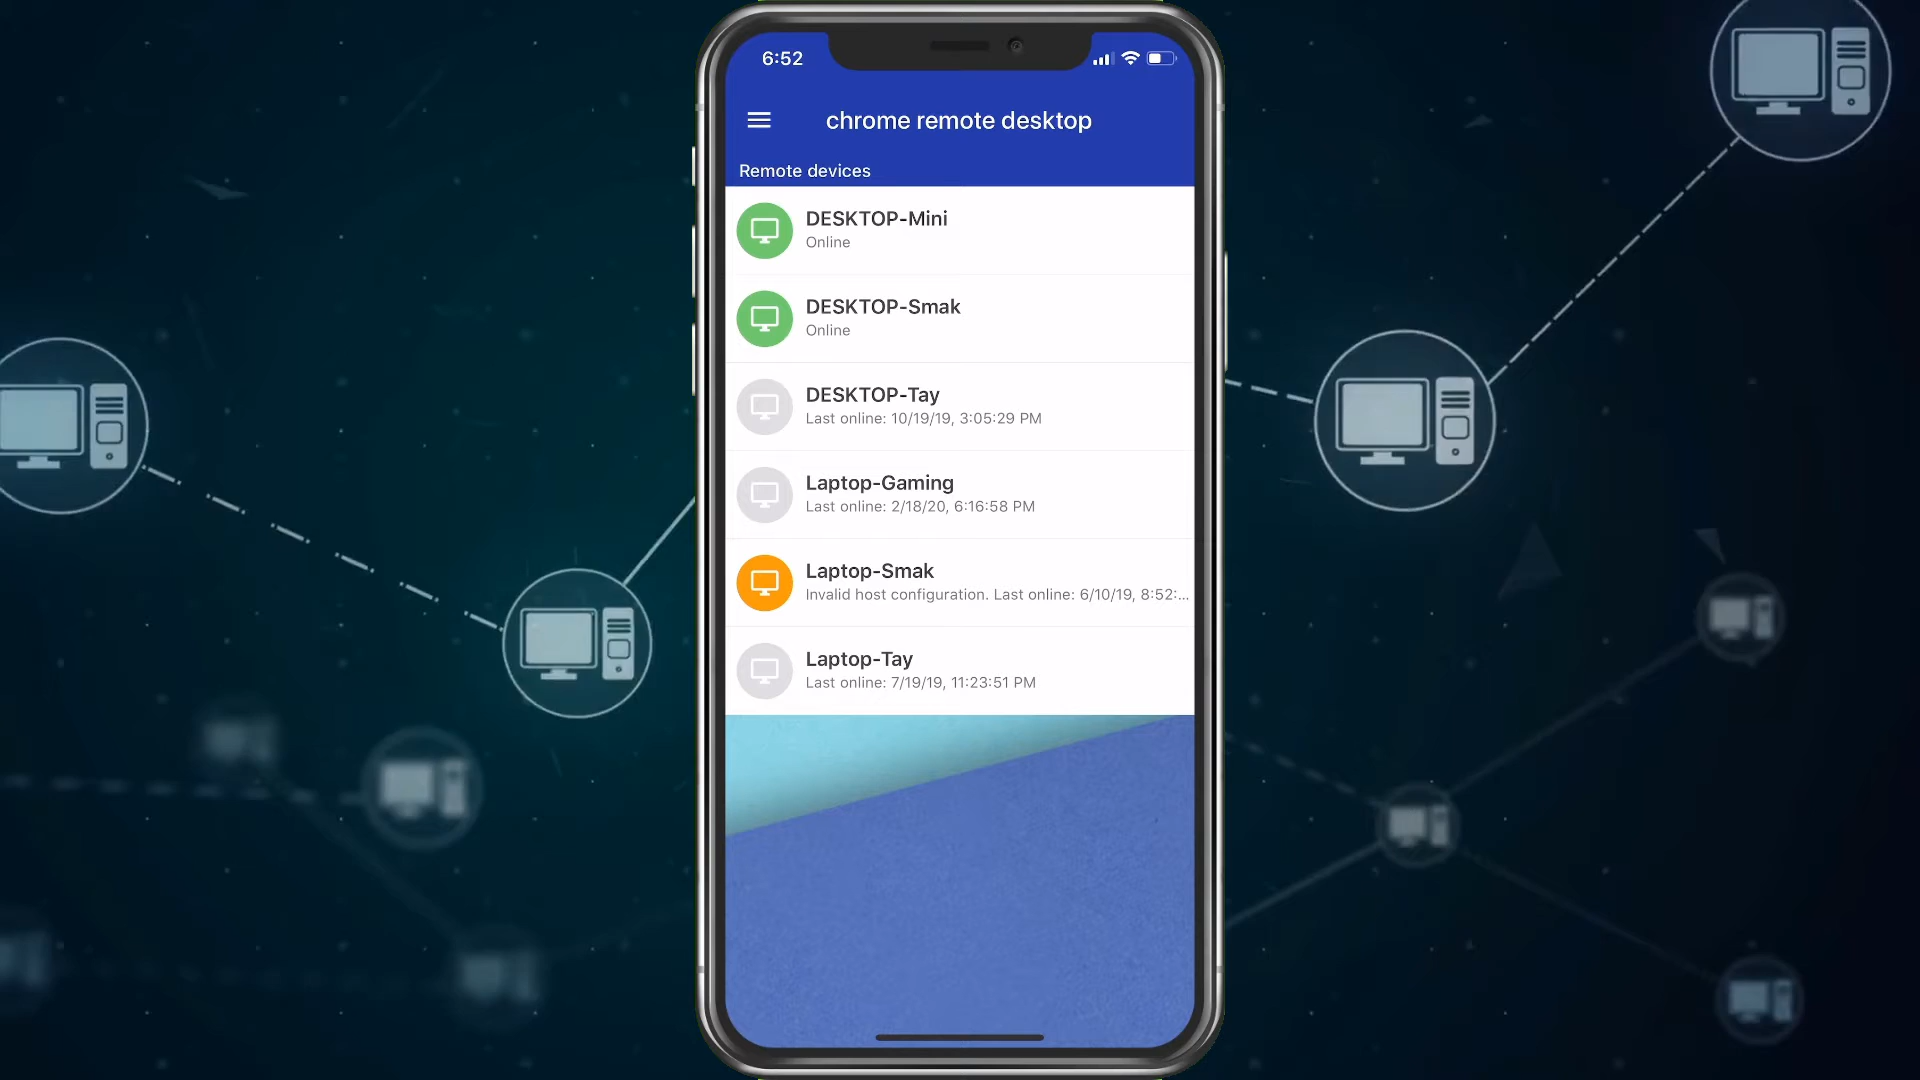 6:52
chrome remote desktop
Remote devices
DESKTOP-Mini
Online
DESKTOP-Smak
Online
DESKTOP-Tay
Last online: 10/19/19, 3:05:29 PM
Laptop-Gaming
Last online: 2/18/20, 6:16:58 PM
Laptop-Smak
Invalid host configuration. Last online: 6/10/19, 8:52:...
Laptop-Tay
Last online: 7/19/19, 11:23:51 PM